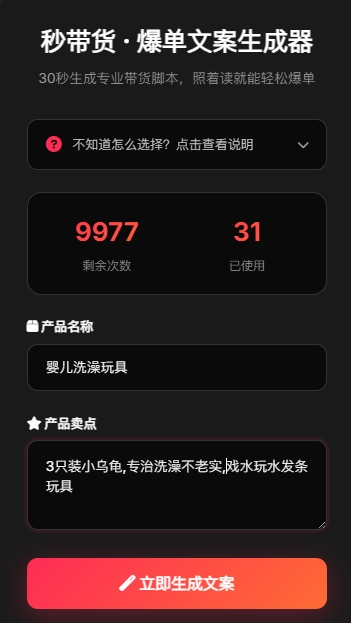 秒带货 · 爆单文案生成器
30秒生成专业带货脚本，照着读就能轻松爆单
? 不知道怎么选择？点击查看说明
9977
31
剩余次数
已使用
产品名称
婴儿洗澡玩具
产品卖点
3只装小乌龟,专治洗澡不老实,戏水玩水发条
玩具
立即生成文案